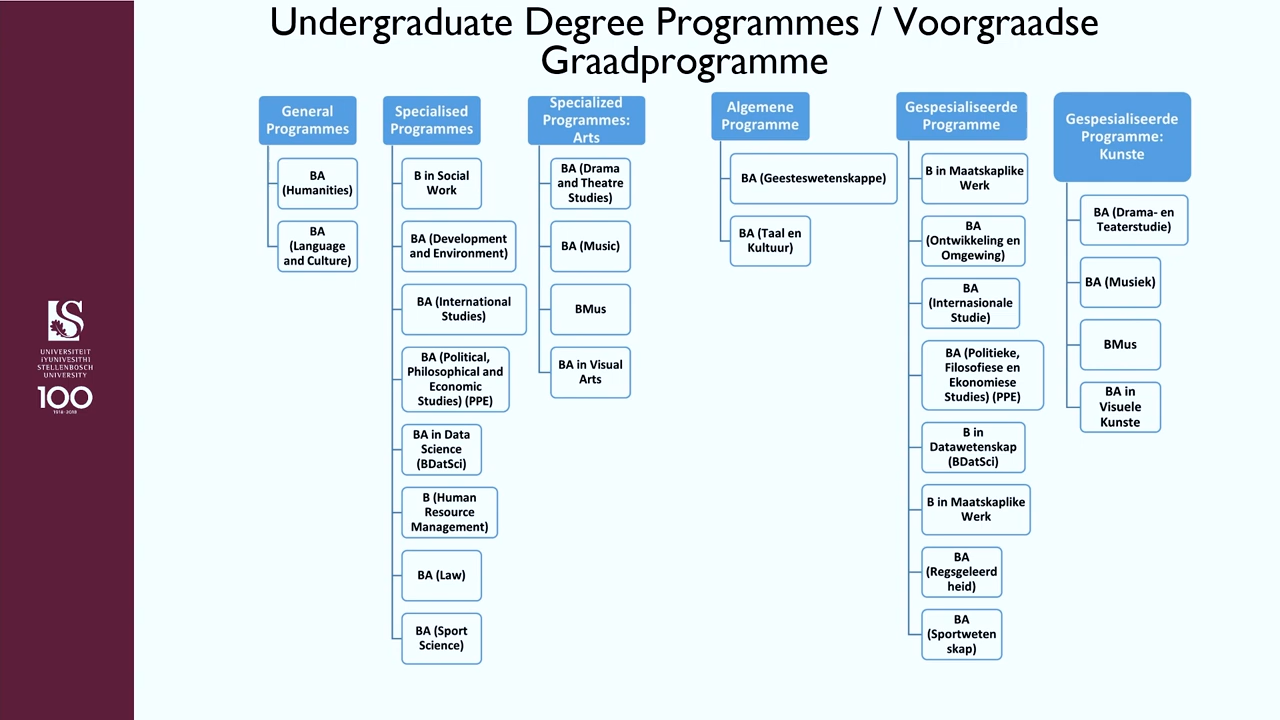 Undergraduate Degree Programmes / Voorgraadse
Graadprogramme
General
Programmes
BA
(Humanities)
BA
(Language
and Culture)
Specialised
Programmes
B in Social
Work
BA (Development
and Environment)
BA (International
Studies)
BA (Political,
Philosophical and
Economic
Studies) (PPE)
BA in Data
Science
(BDatSci)
B (Human
Resource
Management)
BA (Law)
BA (Sport
Science)
Specialized
Programmes:
Arts
BA (Drama
and Theatre
Studies)
BA (Music)
BMus
BA in Visual
Arts
Algemene
Programme
BA (Geesteswetenskappe)
BA (Taal en
Kultuur)
Gespesialiseerde
Programme
B in Maatskaplike
Werk
BA
(Ontwikkeling en
Omgewing)
BA
(Internasionale
Studie)
BA (Politieke,
Filosofiese en
Ekonomiese
Studies) (PPE)
B in
Datawetenskap
(BDatSci)
B in Maatskaplike
Werk
BA
(Regsgeleerd
heid)
BA
(Sportweten
skap)
Gespesialiseerde
Programme:
Kunste
BA (Drama- en
Teaterstudie)
BA (Musiek)
BMus
BA in
Visuele
Kunste
UNIVERSITEIT
iYUNIVESITHI
STELLENBOSCH
UNIVERSITY
100
1918-2018